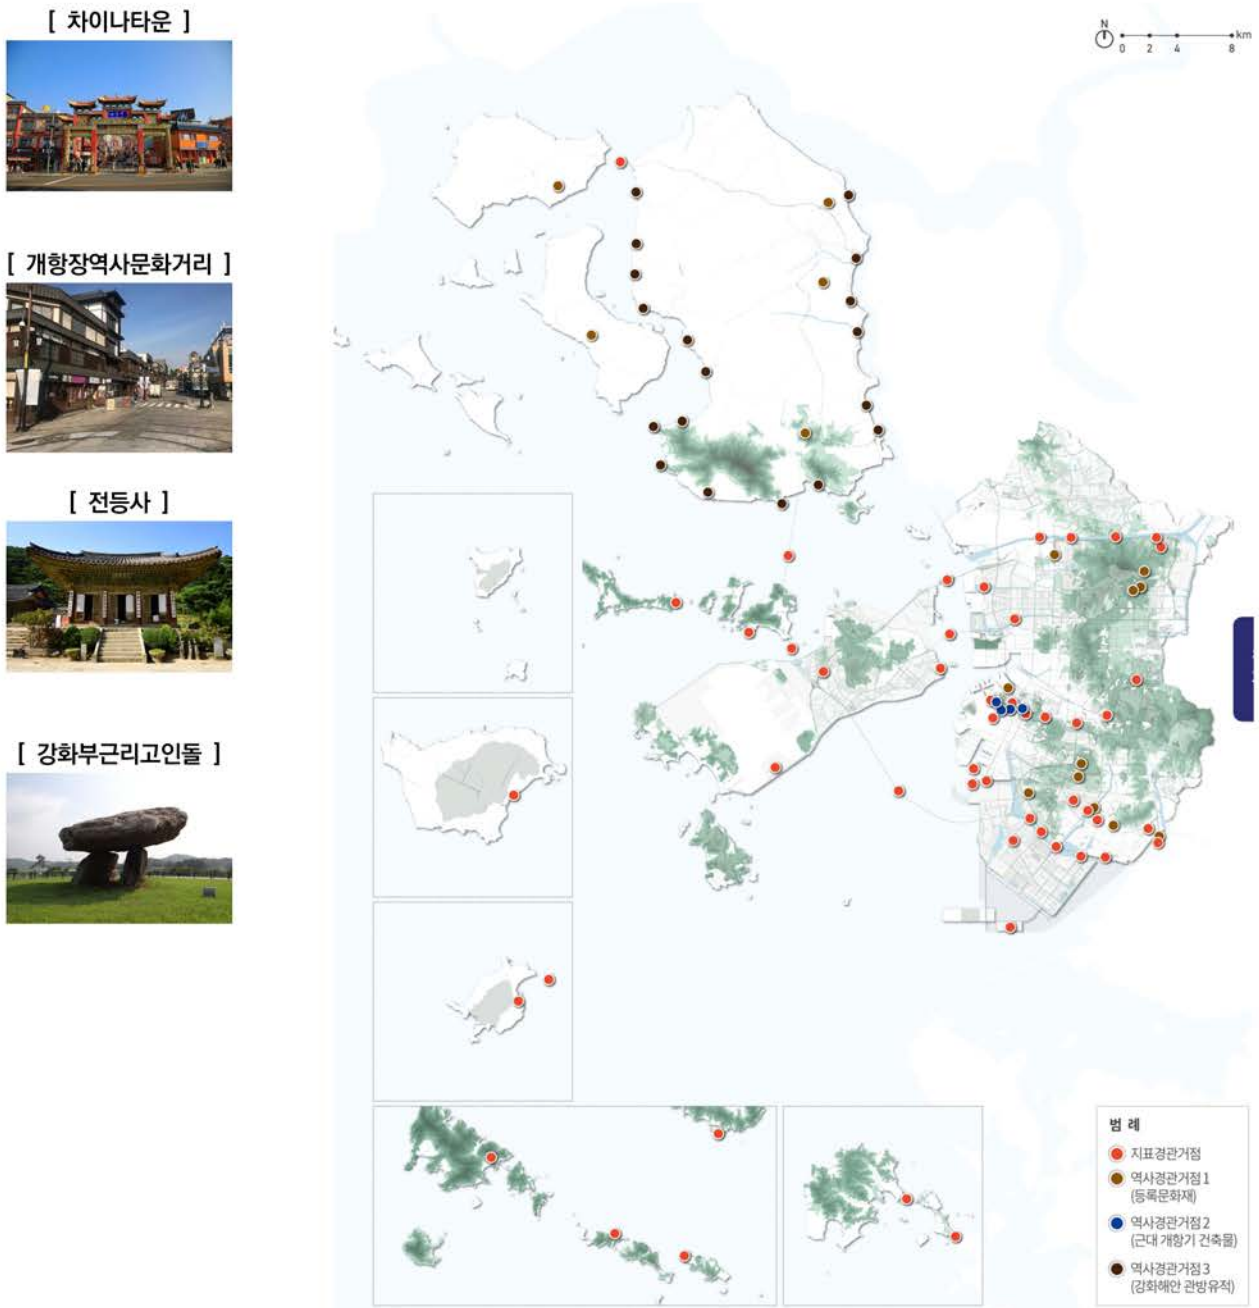 [ 차이나타운 ]
[ 개항장역사문화거리 ]
[ 전등사 ]
[ 강화부근리고인돌 ]
N
0 2 4 8 km
범 례
지표경관거점
역사경관거점 1
(등록문화재)
역사경관거점 2
(근대 개항기 건축물)
역사경관거점 3
(강화해안 관방유적)